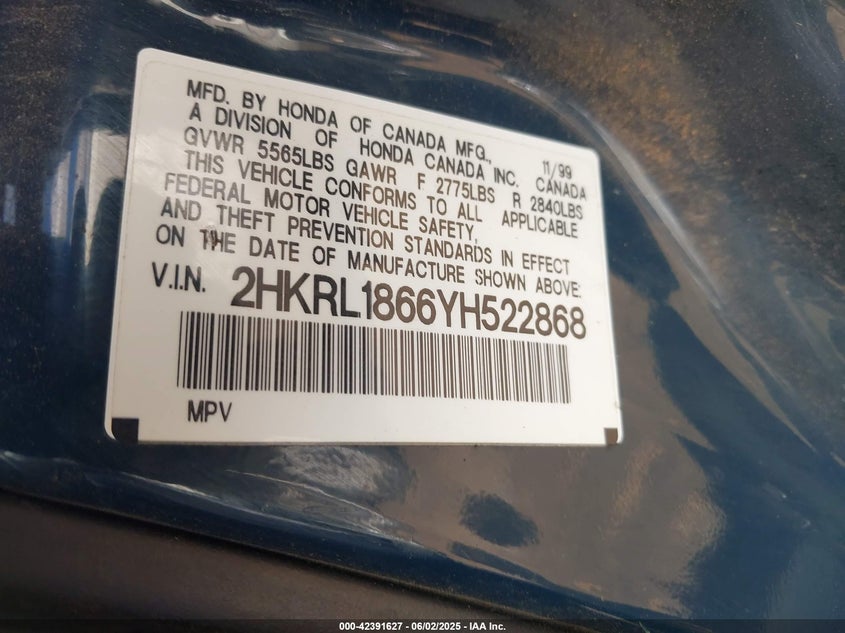 MFD. BY HONDA OF CANADA MFG., 11/99
A DIVISION OF HONDA CANADA INC. CANADA
GVWR 5565LBS GAWR F 2775LBS R 2840LBS
THIS VEHICLE CONFORMS TO ALL APPLICABLE
FEDERAL MOTOR VEHICLE SAFETY,
AND THEFT PREVENTION STANDARDS IN EFFECT
ON THE DATE OF MANUFACTURE SHOWN ABOVE.
V.I.N. 2HKRL1866YH522868
MPV
000-42391627 - 06/02/2025 - IAA Inc.